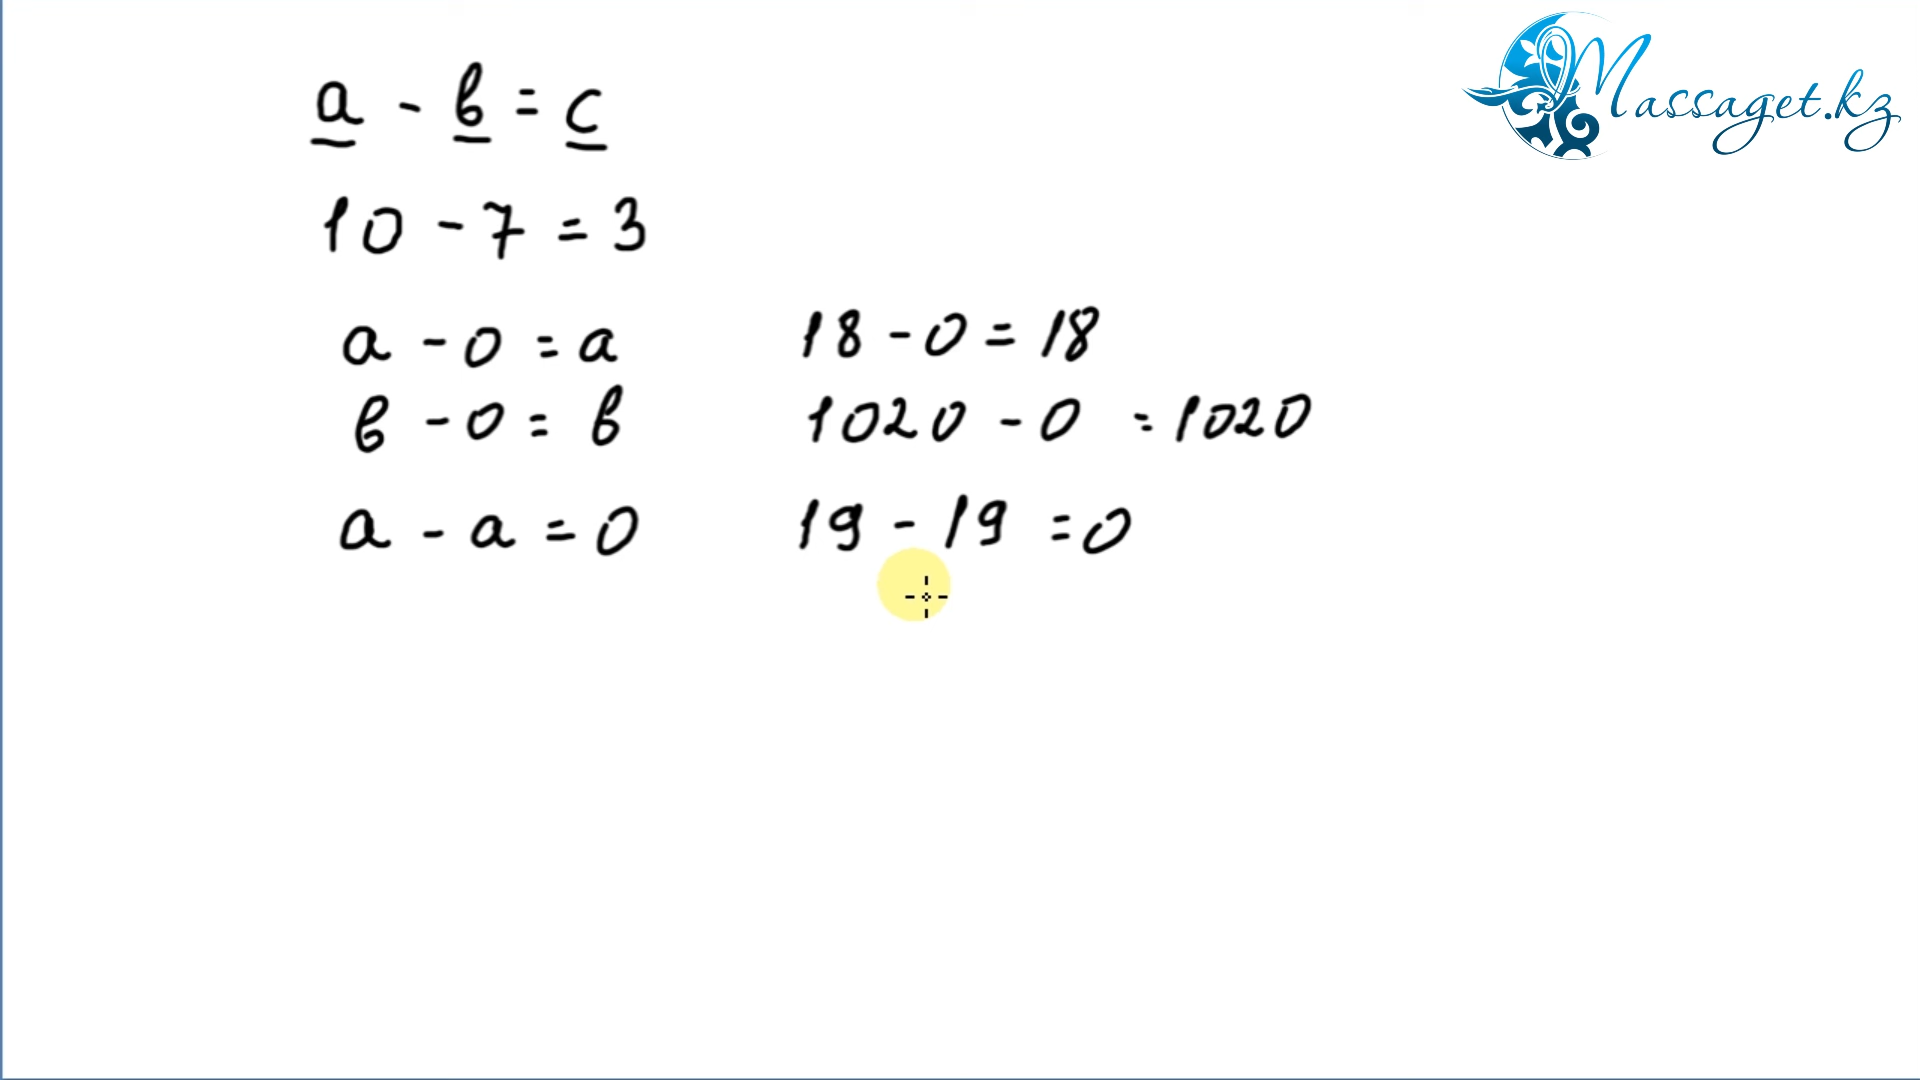 a - в = c
Massaget.kz
10 - 7 = 3
a - 0 = a 18 - 0 = 18
в - 0 = в 1020 - 0 = 1020
a - a = 0 19 - 19 = 0